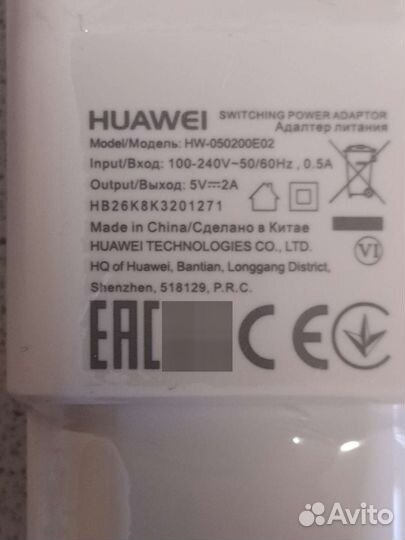 HUAWEI SWITCHING POWER ADAPTOR
Адаптер питания
Model/Модель: HW-050200E02
Input/Вход: 100-240V~50/60Hz , 0.5A
Output/Выход: 5V⎓2A
HB26K8K3201271
Made in China/Сделано в Китае
HUAWEI TECHNOLOGIES CO., LTD.
VI
HQ of Huawei, Bantian, Longgang District,
Shenzhen, 518129, P.R.C.
EAC CE
Avito